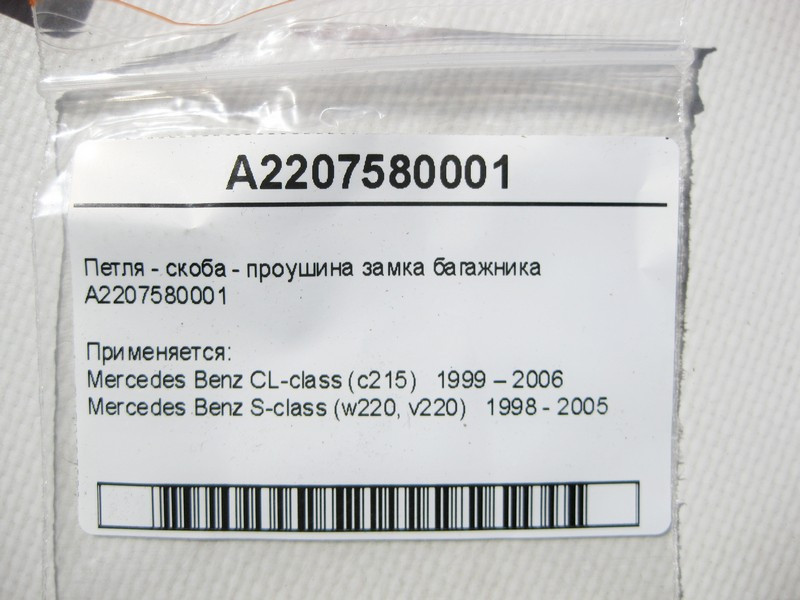 A2207580001
Петля - скоба - проушина замка багажника
A2207580001
Применяется:
Mercedes Benz CL-class (c215) 1999 – 2006
Mercedes Benz S-class (w220, v220) 1998 - 2005